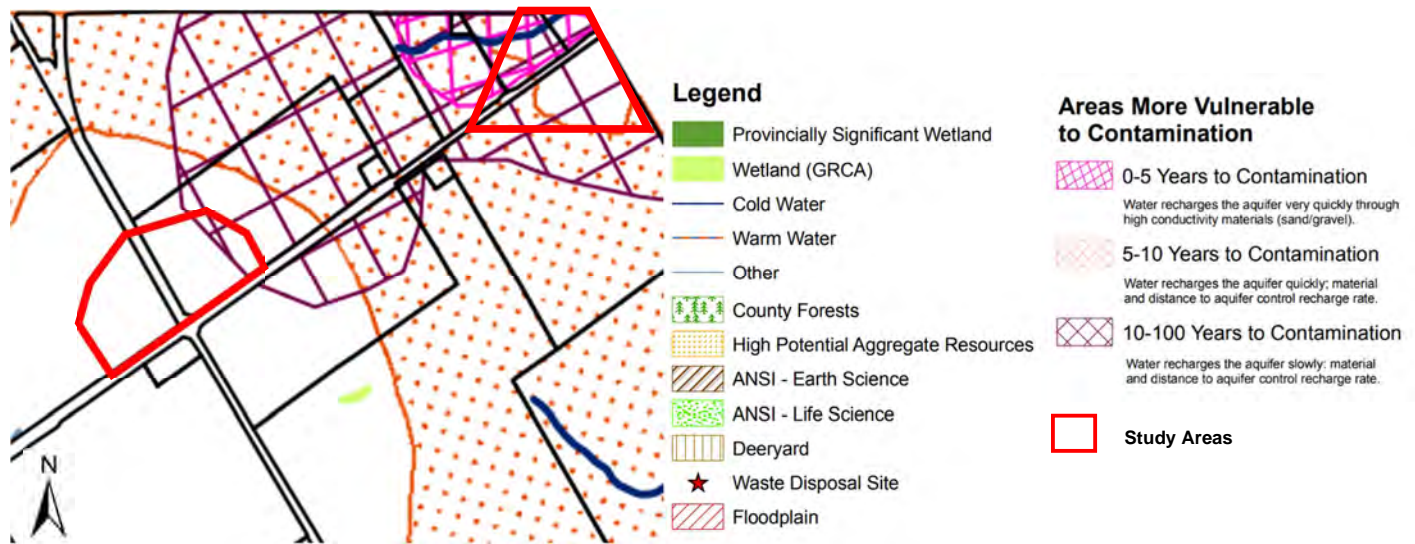 N
Legend
Provincially Significant Wetland
Wetland (GRCA)
Cold Water
Warm Water
Other
County Forests
High Potential Aggregate Resources
ANSI - Earth Science
ANSI - Life Science
Deeryard
Waste Disposal Site
Floodplain
Areas More Vulnerable
to Contamination
0-5 Years to Contamination
Water recharges the aquifer very quickly through
high conductivity materials (sand/gravel).
5-10 Years to Contamination
Water recharges the aquifer quickly; material
and distance to aquifer control recharge rate.
10-100 Years to Contamination
Water recharges the aquifer slowly: material
and distance to aquifer control recharge rate.
Study Areas